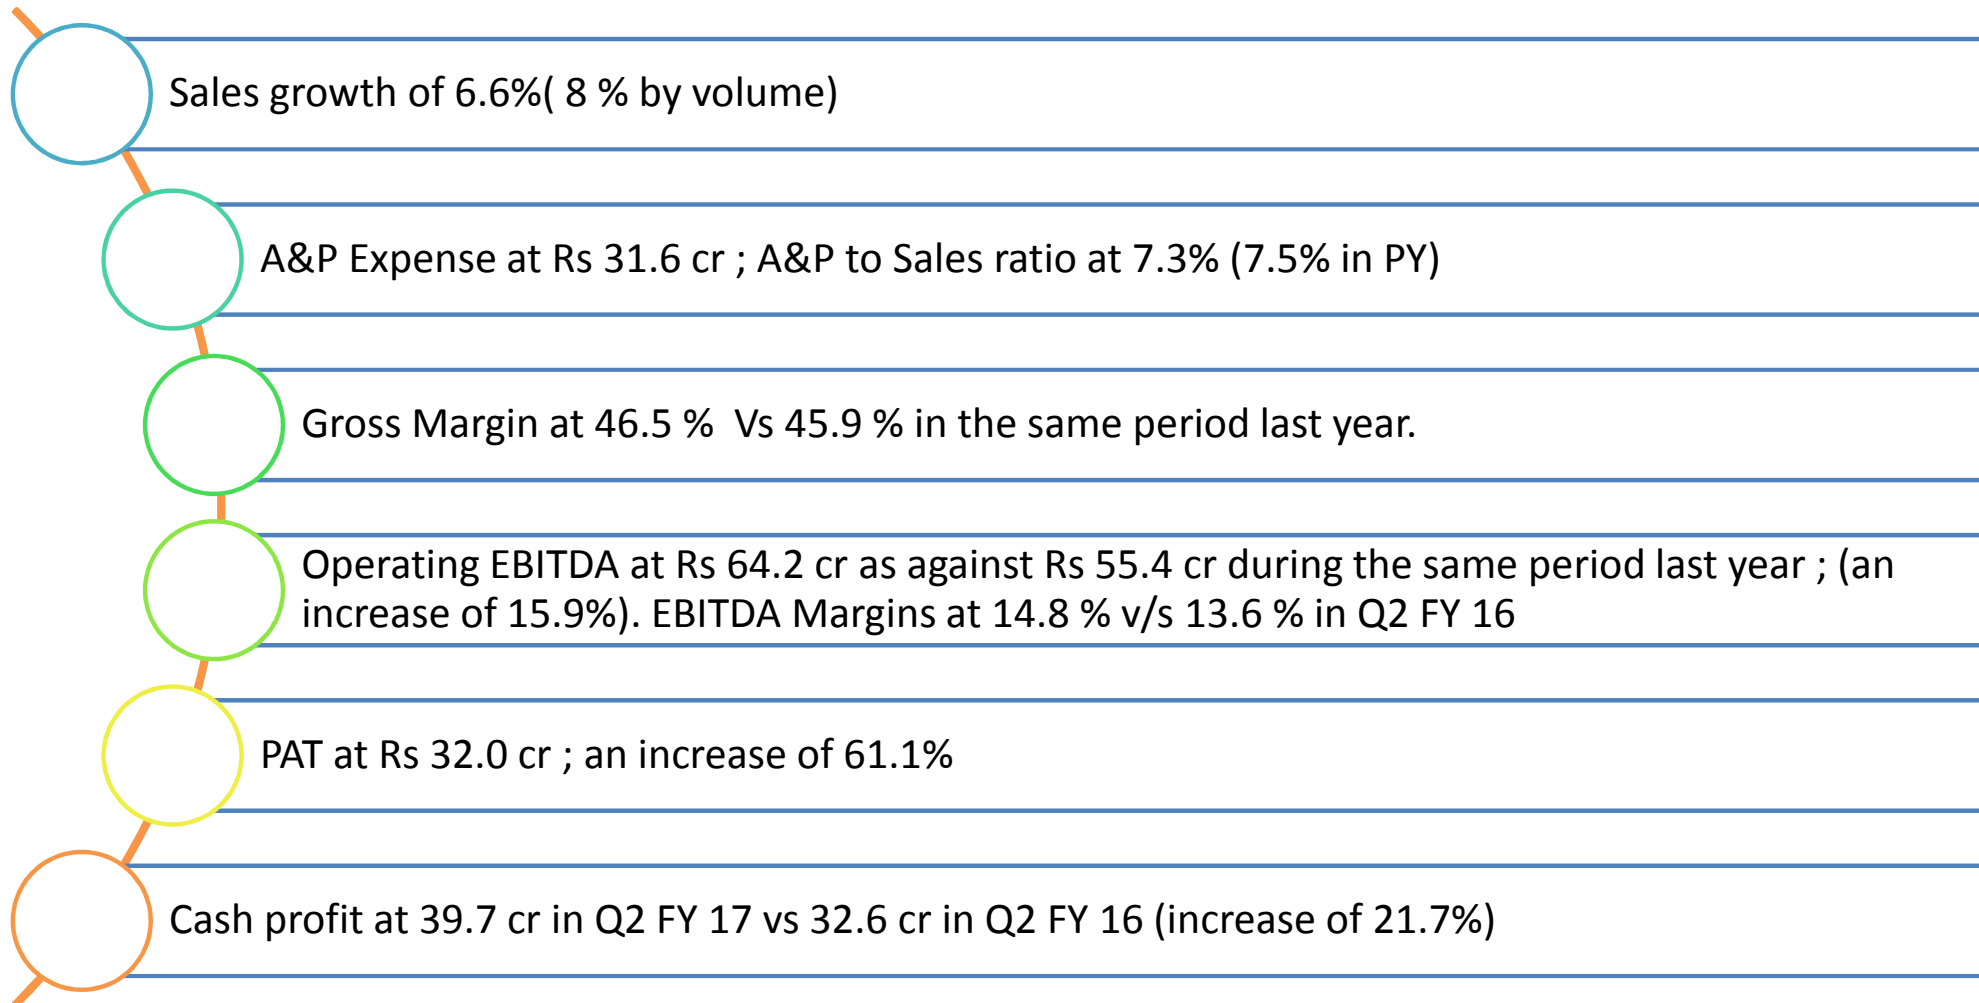 Sales growth of 6.6%( 8 % by volume)
A&P Expense at Rs 31.6 cr ; A&P to Sales ratio at 7.3% (7.5% in PY)
Gross Margin at 46.5 %  Vs 45.9 % in the same period last year.
Operating EBITDA at Rs 64.2 cr as against Rs 55.4 cr during the same period last year ; (an
increase of 15.9%). EBITDA Margins at 14.8 % v/s 13.6 % in Q2 FY 16
PAT at Rs 32.0 cr ; an increase of 61.1%
Cash profit at 39.7 cr in Q2 FY 17 vs 32.6 cr in Q2 FY 16 (increase of 21.7%)